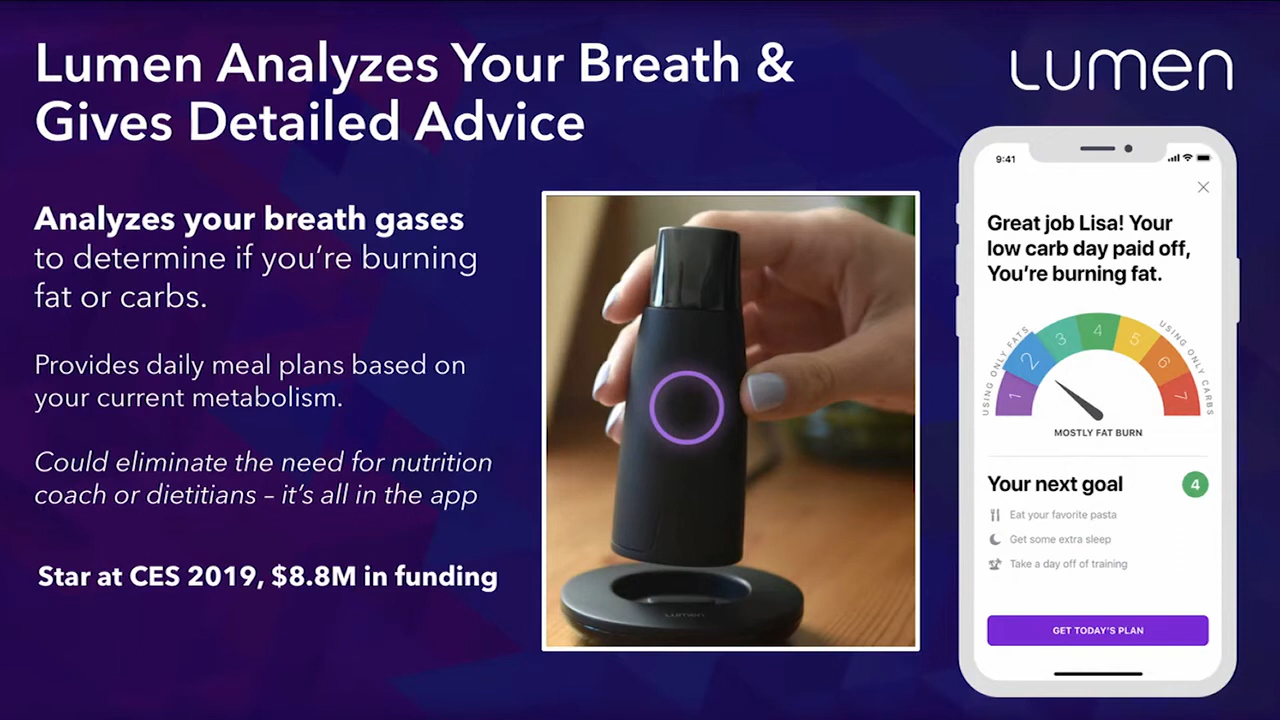 Lumen Analyzes Your Breath &
Gives Detailed Advice
lumen
Analyzes your breath gases
to determine if you're burning
fat or carbs.
Provides daily meal plans based on
your current metabolism.
Could eliminate the need for nutrition
coach or dietitians – it's all in the app
Star at CES 2019, $8.8M in funding
lumen
9:41
Great job Lisa! Your
low carb day paid off,
You're burning fat.
USING ONLY FATS
1 2 3 4 5 6 7
USING ONLY CARBS
MOSTLY FAT BURN
Your next goal 4
Eat your favorite pasta
Get some extra sleep
Take a day off of training
GET TODAY'S PLAN